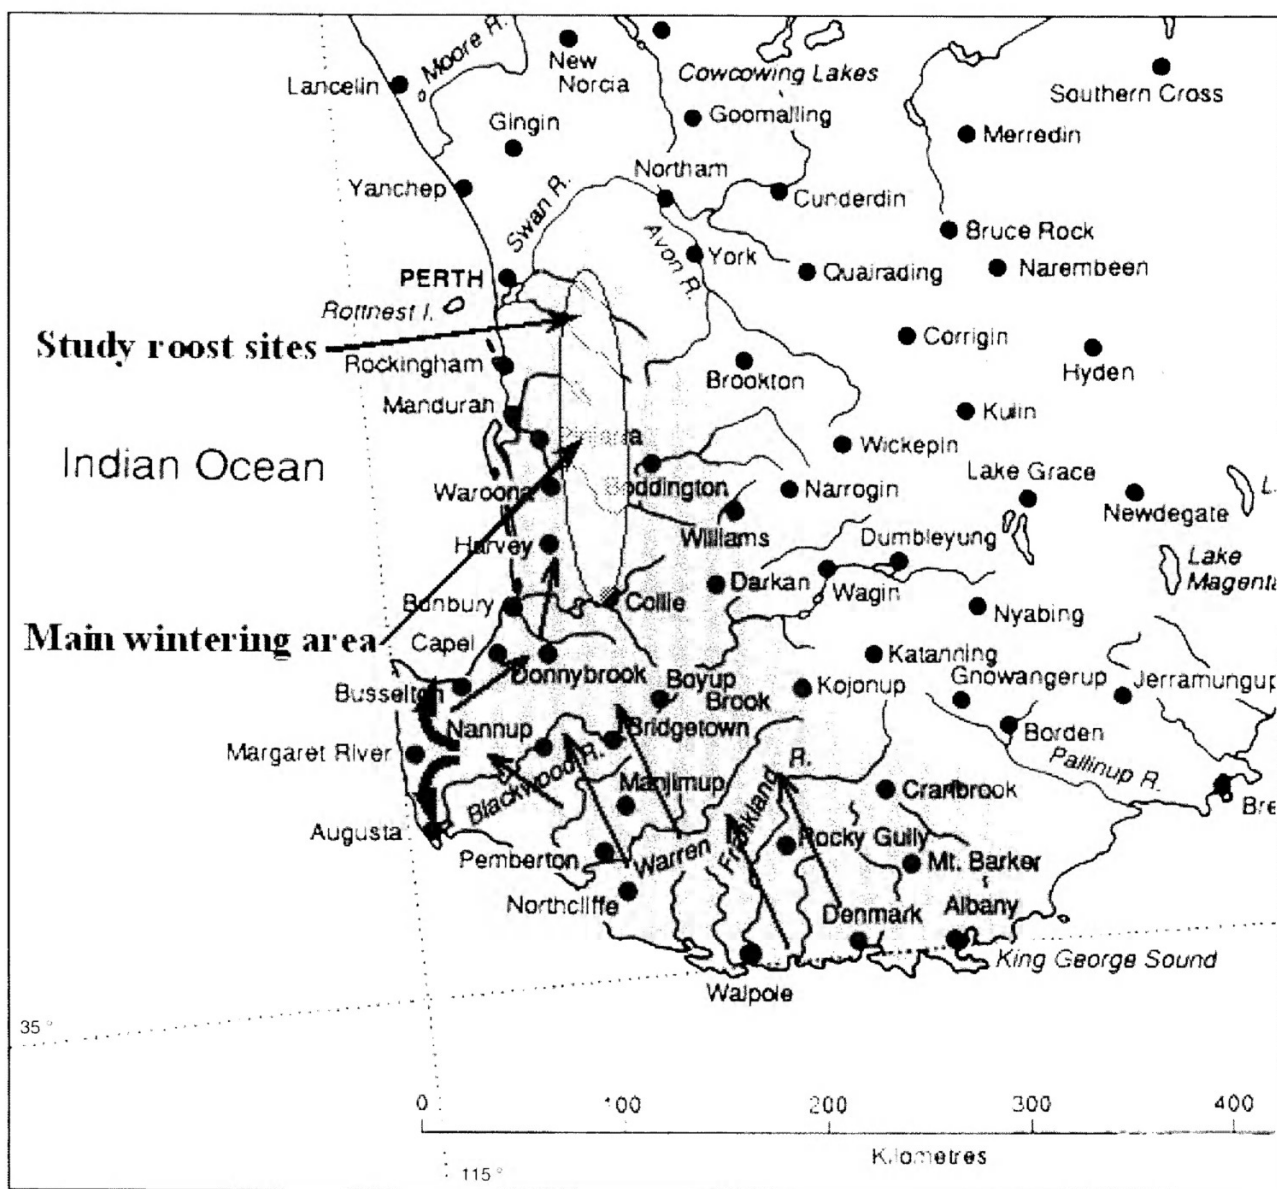 Moore R.
New
Norcia
Cowcowing Lakes
Southern Cross
Lancelin
Goomalling
Gingin
Merredin
Northam
Yanchep
Swan R.
Cunderdin
Avon R.
York
Bruce Rock
PERTH
Quairading
Narembeen
Rottnest I.
Study roost sites
Corrigin
Rockingham
Brookton
Hyden
Mandurah
Kulin
Wickepin
Indian Ocean
Lake Grace
Waroona
Boddington
Narrogin
Newdegate
L.
Williams
Dumbleyung
Harvey
Lake
Magenta
Darkan
Wagin
Bunbury
Collie
Nyabing
Main wintering area
Capel
Katanning
Donnybrook
Boyup
Brook
Kojonup
Gnowangerup
Jerramungup
Busselton
Nannup
Bridgetown
Borden
Margaret River
Blackwood R.
Frankland R.
Pallinup R.
Manjimup
Cranbrook
Bre
Augusta
Rocky Gully
Pemberton
Warren
Mt. Barker
Northcliffe
Denmark
Albany
King George Sound
Walpole
35°
0 100 200 300 400
Kilometres
115°